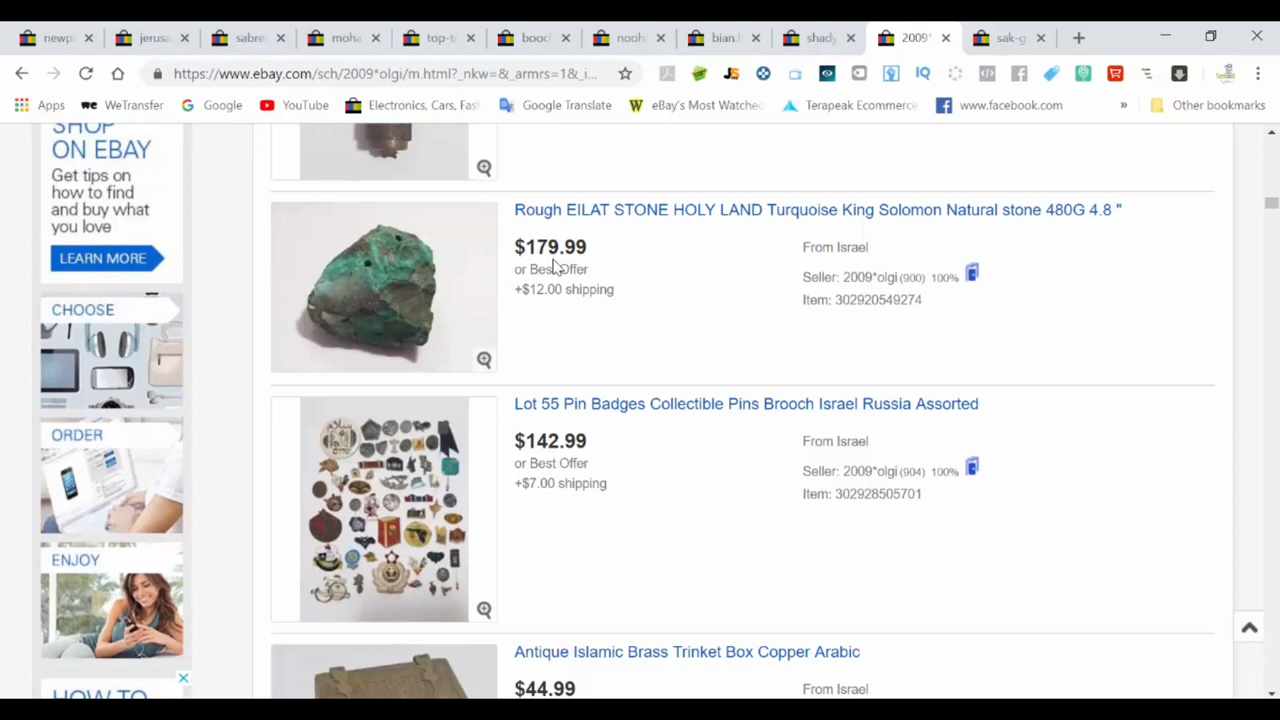 newpl
jerus
sabre
moha
top-t
booc
nooh
bian.l
shady
2009*
sak-g
https://www.ebay.com/sch/2009*olgi/m.html?_nkw=&_armrs=1&_i...
JS
IQ
Apps
we WeTransfer
G Google
YouTube
Electronics, Cars, Fas
Google Translate
W eBay's Most Watched
Terapeak Ecommerce
www.facebook.com
»
Other bookmarks
SHOP
ON EBAY
Get tips on
how to find
and buy what
you love
LEARN MORE
CHOOSE
ORDER
ENJOY
HOW TO
Rough EILAT STONE HOLY LAND Turquoise King Solomon Natural stone 480G 4.8 "
$179.99
or Best Offer
+$12.00 shipping
From Israel
Seller: 2009*olgi (900) 100%
Item: 302920549274
Lot 55 Pin Badges Collectible Pins Brooch Israel Russia Assorted
$142.99
or Best Offer
+$7.00 shipping
From Israel
Seller: 2009*olgi (904) 100%
Item: 302928505701
Antique Islamic Brass Trinket Box Copper Arabic
$44.99
From Israel